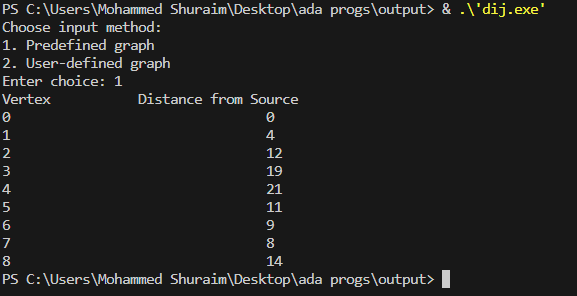 PS C:\Users\Mohammed Shuraim\Desktop\ada progs\output> & .\'dij.exe'
Choose input method:
1. Predefined graph
2. User-defined graph
Enter choice: 1
Vertex          Distance from Source
0                              0
1                              4
2                              12
3                              19
4                              21
5                              11
6                              9
7                              8
8                              14
PS C:\Users\Mohammed Shuraim\Desktop\ada progs\output>